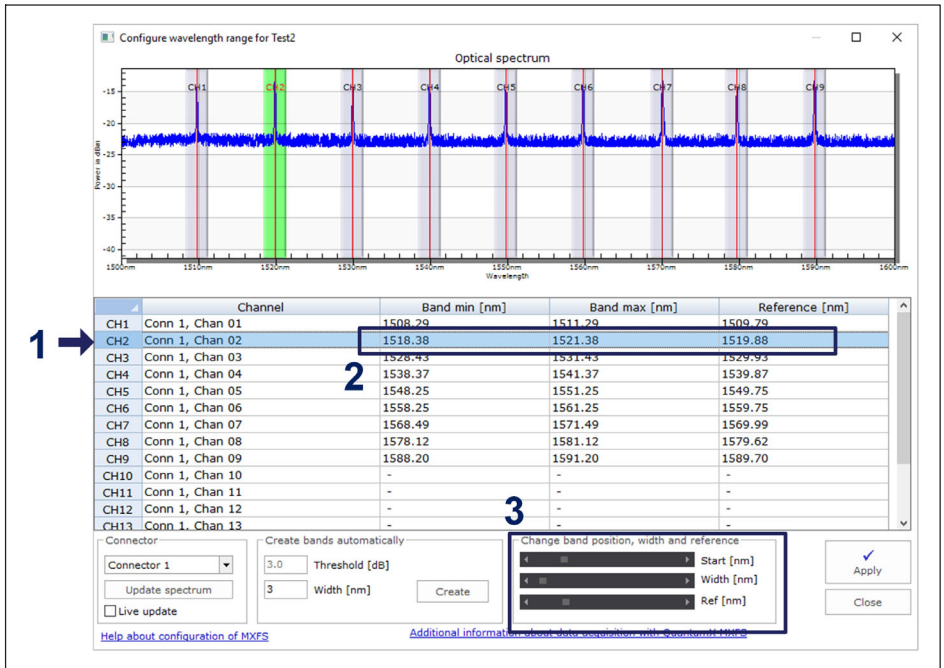 Configure wavelength range for Test2
Optical spectrum
CH1 CH2 CH3 CH4 CH5 CH6 CH7 CH8 CH9
Power in dBm
-15
-20
-25
-30
-35
-40
1500nm 1510nm 1520nm 1530nm 1540nm 1550nm 1560nm 1570nm 1580nm 1590nm 1600nm
Wavelength
Channel Band min [nm] Band max [nm] Reference [nm]
CH1 Conn 1, Chan 01 1508.29 1511.29 1509.79
1 CH2 Conn 1, Chan 02 1518.38 1521.38 1519.88
CH3 Conn 1, Chan 03 1528.43 1531.43 1529.93
2
CH4 Conn 1, Chan 04 1538.37 1541.37 1539.87
CH5 Conn 1, Chan 05 1548.25 1551.25 1549.75
CH6 Conn 1, Chan 06 1558.25 1561.25 1559.75
CH7 Conn 1, Chan 07 1568.49 1571.49 1569.99
CH8 Conn 1, Chan 08 1578.12 1581.12 1579.62
CH9 Conn 1, Chan 09 1588.20 1591.20 1589.70
CH10 Conn 1, Chan 10 - - -
CH11 Conn 1, Chan 11 - - -
CH12 Conn 1, Chan 12 - - -
3
CH13 Conn 1, Chan 13 - - -
Connector Create bands automatically Change band position, width and reference
Connector 1 3.0 Threshold [dB] Start [nm]
Apply
Update spectrum 3 Width [nm] Create Width [nm]
Live update Ref [nm] Close
Help about configuration of MXFS Additional information about data acquisition with QuantumX MXFS